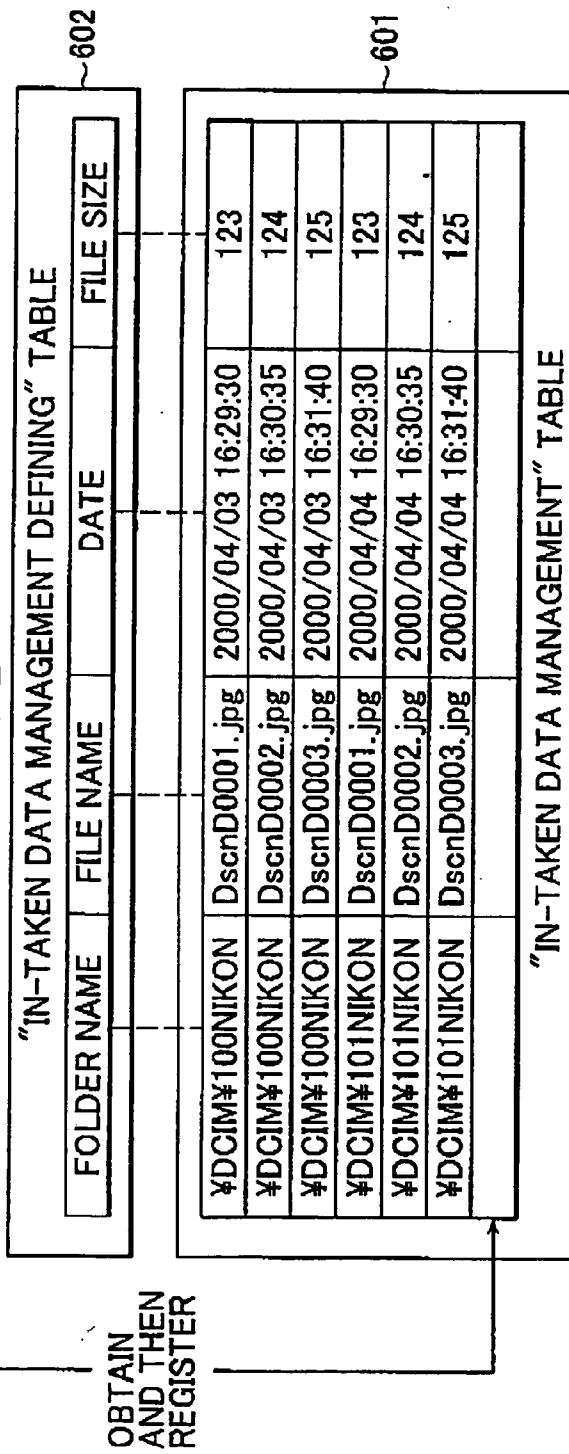 "IN-TAKEN DATA MANAGEMENT DEFINING" TABLE
602
FOLDER NAME FILE NAME DATE FILE SIZE
601
¥DCIM¥100NIKON DscnD0001.jpg 2000/04/03 16:29:30 123
¥DCIM¥100NIKON DscnD0002.jpg 2000/04/03 16:30:35 124
¥DCIM¥100NIKON DscnD0003.jpg 2000/04/03 16:31:40 125
¥DCIM¥101NIKON DscnD0001.jpg 2000/04/04 16:29:30 123
¥DCIM¥101NIKON DscnD0002.jpg 2000/04/04 16:30:35 124
¥DCIM¥101NIKON DscnD0003.jpg 2000/04/04 16:31:40 125
"IN-TAKEN DATA MANAGEMENT" TABLE
OBTAIN
AND THEN
REGISTER